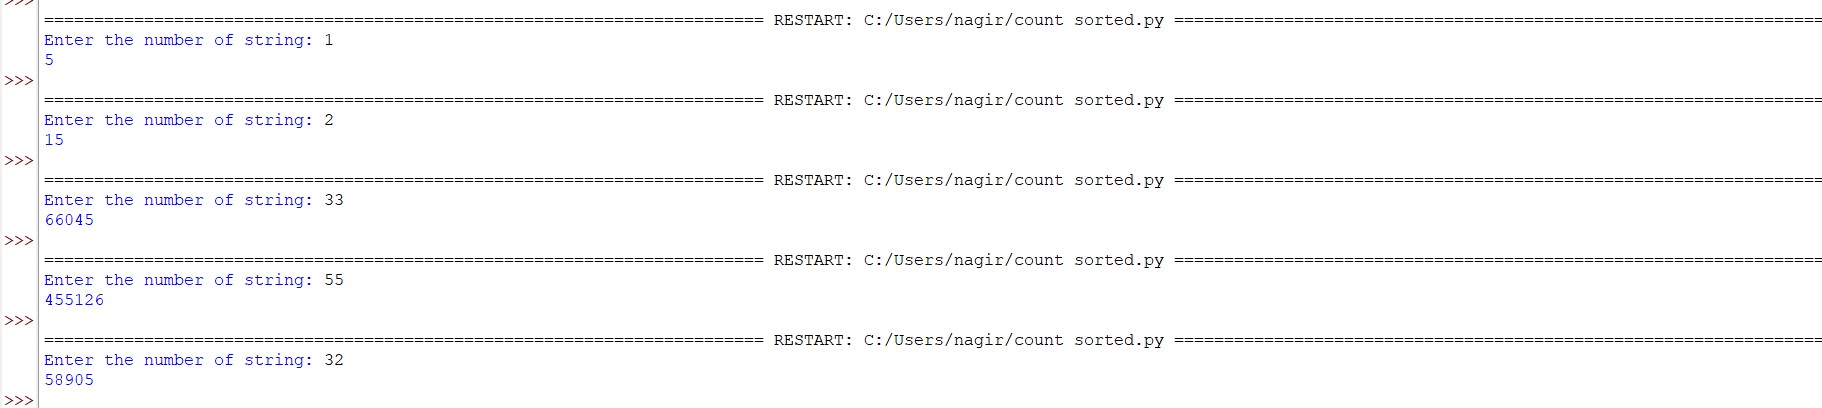 >>>
======================================================================== RESTART: C:/Users/nagir/count sorted.py =================================================================
Enter the number of string: 1
5
>>>
======================================================================== RESTART: C:/Users/nagir/count sorted.py =================================================================
Enter the number of string: 2
15
>>>
======================================================================== RESTART: C:/Users/nagir/count sorted.py =================================================================
Enter the number of string: 33
66045
>>>
======================================================================== RESTART: C:/Users/nagir/count sorted.py =================================================================
Enter the number of string: 55
455126
>>>
======================================================================== RESTART: C:/Users/nagir/count sorted.py =================================================================
Enter the number of string: 32
58905
>>>